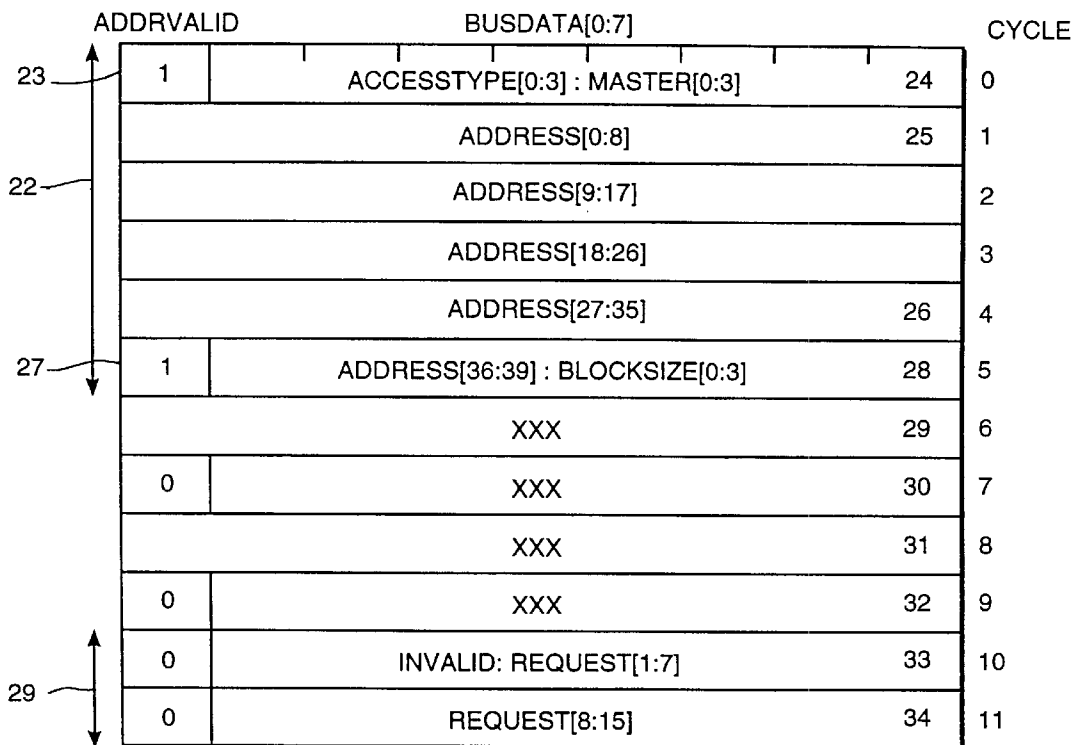 ADDRVALID BUSDATA[0:7] CYCLE
23 1 ACCESSTYPE[0:3] : MASTER[0:3] 24 0
ADDRESS[0:8] 25 1
22 ADDRESS[9:17] 2
ADDRESS[18:26] 3
ADDRESS[27:35] 26 4
27 1 ADDRESS[36:39] : BLOCKSIZE[0:3] 28 5
XXX 29 6
0 XXX 30 7
XXX 31 8
0 XXX 32 9
0 INVALID: REQUEST[1:7] 33 10
29 0 REQUEST[8:15] 34 11